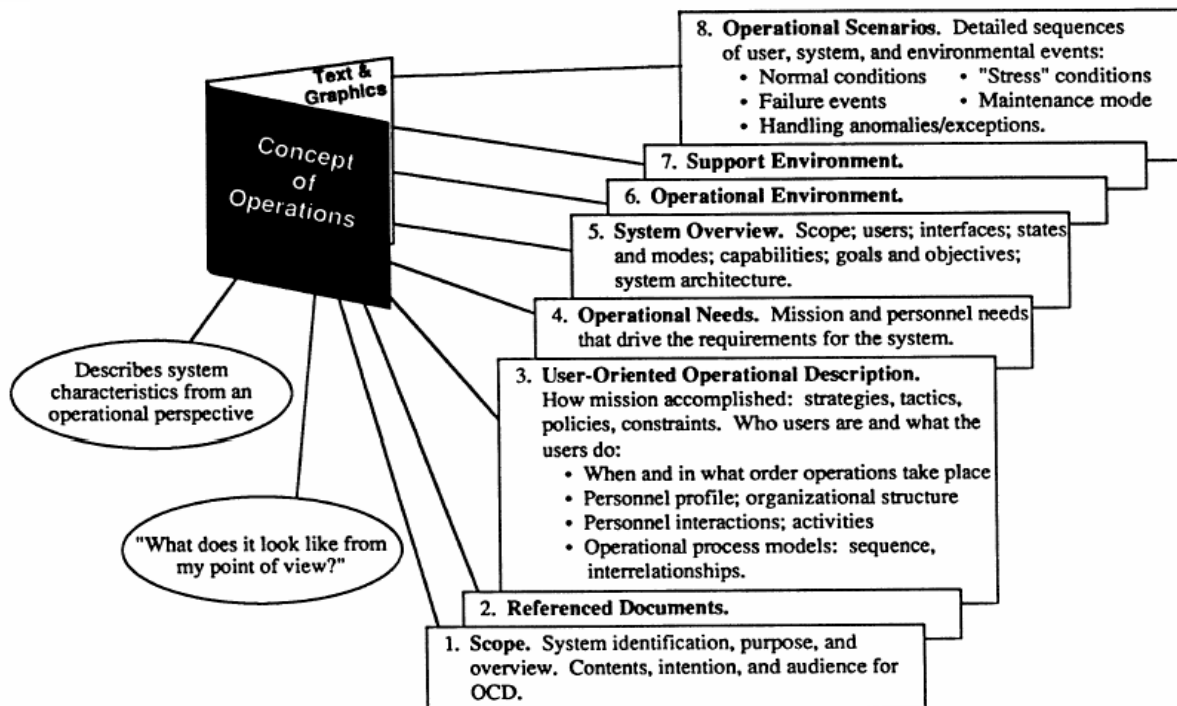 Text &
Graphics
Concept
of
Operations
Describes system
characteristics from an
operational perspective
"What does it look like from
my point of view?"
8. Operational Scenarios. Detailed sequences
of user, system, and environmental events:
• Normal conditions • "Stress" conditions
• Failure events • Maintenance mode
• Handling anomalies/exceptions.
7. Support Environment.
6. Operational Environment.
5. System Overview. Scope; users; interfaces; states
and modes; capabilities; goals and objectives;
system architecture.
4. Operational Needs. Mission and personnel needs
that drive the requirements for the system.
3. User-Oriented Operational Description.
How mission accomplished: strategies, tactics,
policies, constraints. Who users are and what the
users do:
• When and in what order operations take place
• Personnel profile; organizational structure
• Personnel interactions; activities
• Operational process models: sequence,
interrelationships.
2. Referenced Documents.
1. Scope. System identification, purpose, and
overview. Contents, intention, and audience for
OCD.